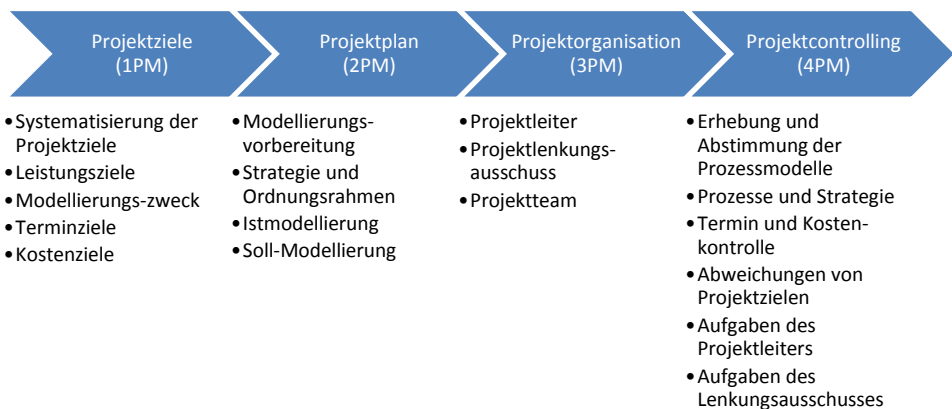 Projektziele
(1PM)
• Systematisierung der
Projektziele
• Leistungsziele
• Modellierungs-zweck
• Terminziele
• Kostenziele
Projektplan
(2PM)
• Modellierungs-
vorbereitung
• Strategie und
Ordnungsrahmen
• Istmodellierung
• Soll-Modellierung
Projektorganisation
(3PM)
• Projektleiter
• Projektlenkungs-
ausschuss
• Projektteam
Projektcontrolling
(4PM)
• Erhebung und
Abstimmung der
Prozessmodelle
• Prozesse und Strategie
• Termin und Kosten-
kontrolle
• Abweichungen von
Projektzielen
• Aufgaben des
Projektleiters
• Aufgaben des
Lenkungsausschusses